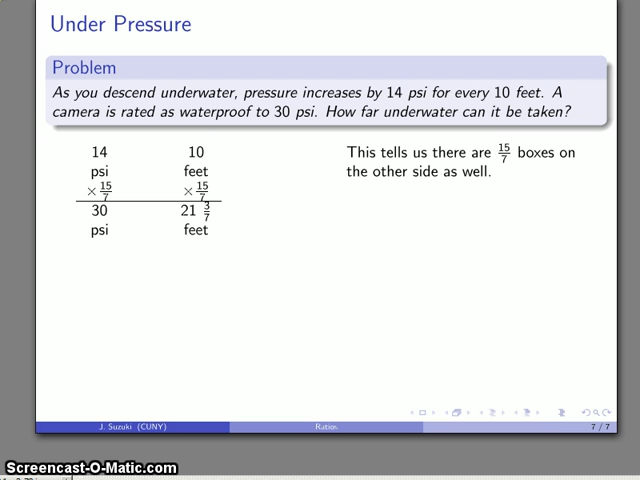 Under Pressure
Problem
As you descend underwater, pressure increases by 14 psi for every 10 feet. A
camera is rated as waterproof to 30 psi. How far underwater can it be taken?
14 10
psi feet
×15/7 ×15/7
30 21 3/7
psi feet
This tells us there are 15/7 boxes on
the other side as well.
J. Suzuki (CUNY) Ratios 7 / 7
Screencast-O-Matic.com